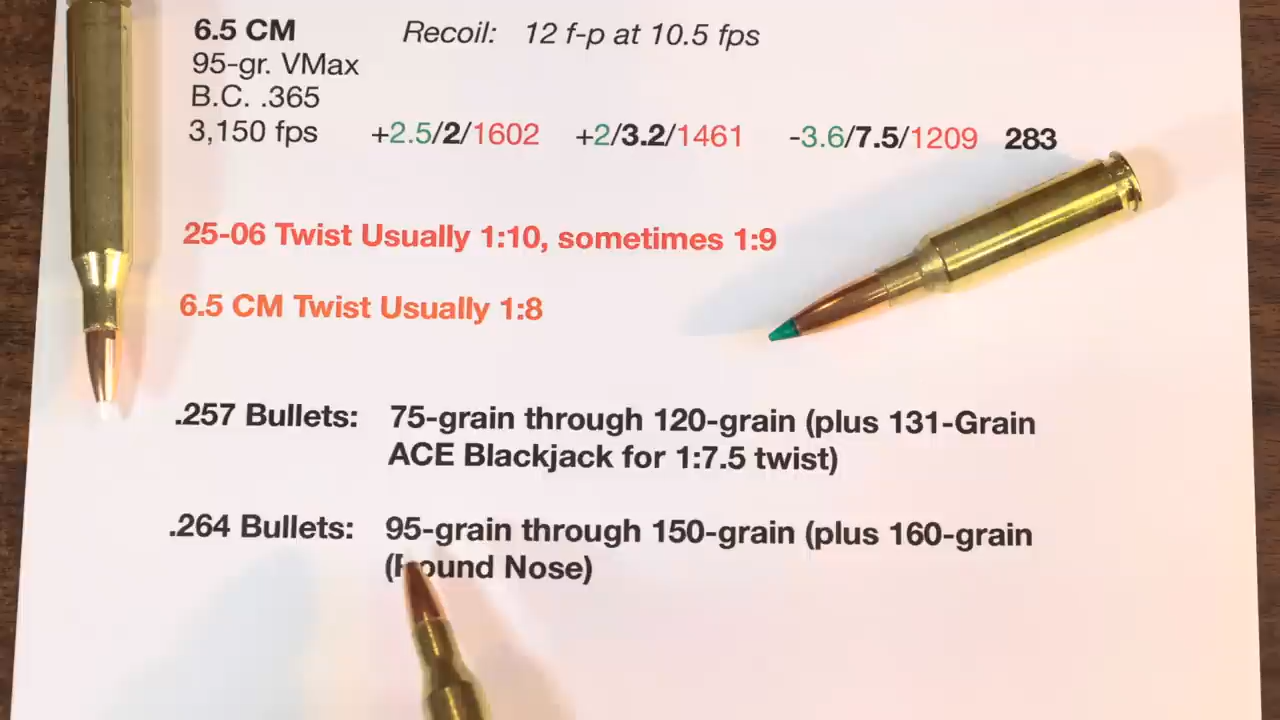 6.5 CM Recoil: 12 f-p at 10.5 fps
95-gr. VMax
B.C. .365
3,150 fps +2.5/2/1602 +2/3.2/1461 -3.6/7.5/1209 283
25-06 Twist Usually 1:10, sometimes 1:9
6.5 CM Twist Usually 1:8
.257 Bullets: 75-grain through 120-grain (plus 131-Grain
ACE Blackjack for 1:7.5 twist)
.264 Bullets: 95-grain through 150-grain (plus 160-grain
(Round Nose)